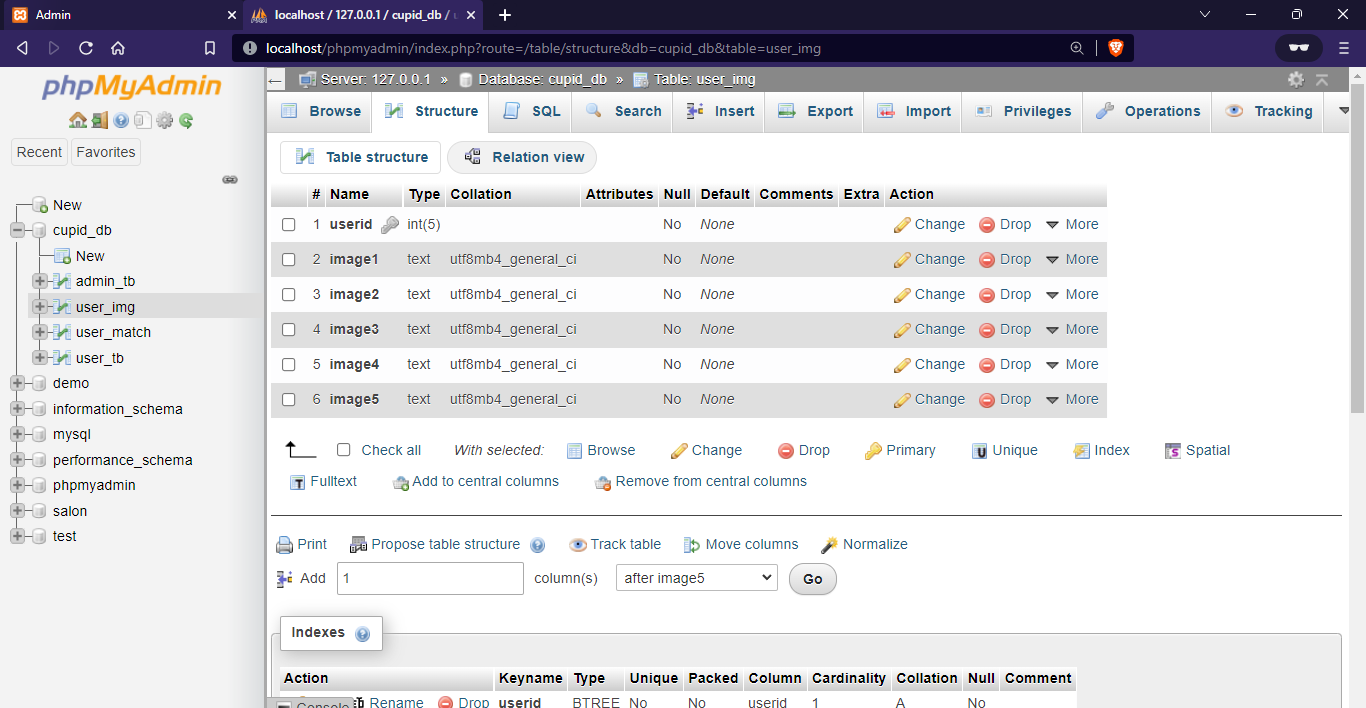 Admin
localhost / 127.0.0.1 / cupid_db /
localhost/phpmyadmin/index.php?route=/table/structure&db=cupid_db&table=user_img
phpMyAdmin
Recent Favorites
New
cupid_db
New
admin_tb
user_img
user_match
user_tb
demo
information_schema
mysql
performance_schema
phpmyadmin
salon
test
Server: 127.0.0.1 » Database: cupid_db » Table: user_img
Browse Structure SQL Search Insert Export Import Privileges Operations Tracking
Table structure Relation view
# Name Type Collation Attributes Null Default Comments Extra Action
1 userid int(5) No None Change Drop More
2 image1 text utf8mb4_general_ci No None Change Drop More
3 image2 text utf8mb4_general_ci No None Change Drop More
4 image3 text utf8mb4_general_ci No None Change Drop More
5 image4 text utf8mb4_general_ci No None Change Drop More
6 image5 text utf8mb4_general_ci No None Change Drop More
Check all With selected: Browse Change Drop Primary Unique Index Spatial
Fulltext Add to central columns Remove from central columns
Print Propose table structure Track table Move columns Normalize
Add 1 column(s) after image5 Go
Indexes
Action Keyname Type Unique Packed Column Cardinality Collation Null Comment
Rename Drop userid BTREE No No userid 1 A No
Console